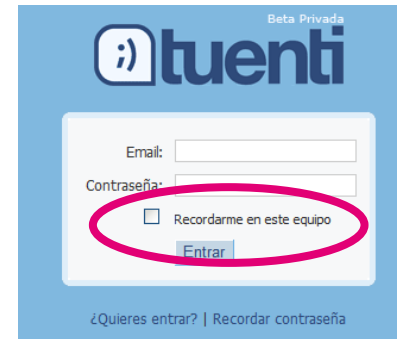 Beta Privada
;) tuenti
Email:
Contraseña:
Recordarme en este equipo
Entrar
¿Quieres entrar? | Recordar contraseña